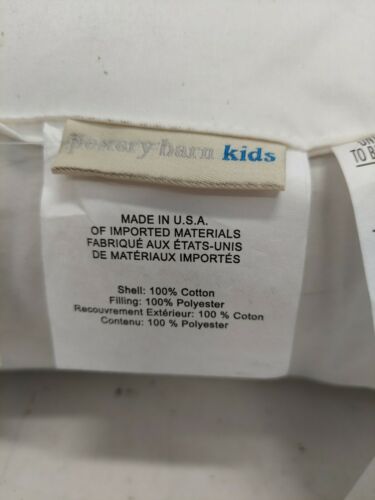 pottery barn kids
MADE IN U.S.A.
OF IMPORTED MATERIALS
FABRIQUÉ AUX ÉTATS-UNIS
DE MATÉRIAUX IMPORTÉS
Shell: 100% Cotton
Filling: 100% Polyester
Recouvrement Extérieur: 100 % Coton
Contenu: 100 % Polyester
TO B